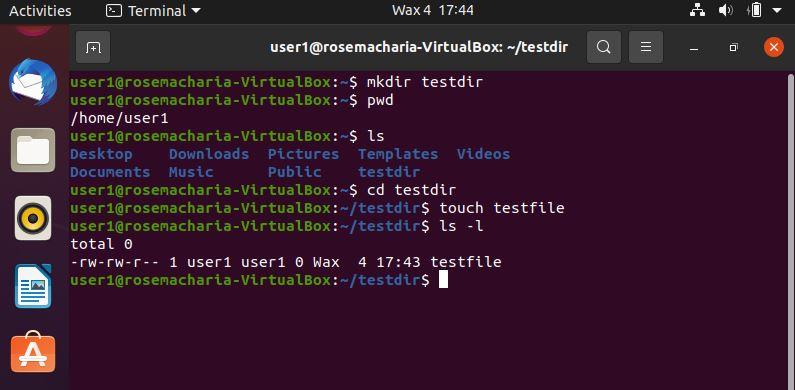 Activities Terminal Wax 4 17:44
user1@rosemacharia-VirtualBox: ~/testdir
user1@rosemacharia-VirtualBox:~$ mkdir testdir
user1@rosemacharia-VirtualBox:~$ pwd
/home/user1
user1@rosemacharia-VirtualBox:~$ ls
Desktop   Downloads  Pictures  Templates  Videos
Documents  Music      Public    testdir
user1@rosemacharia-VirtualBox:~$ cd testdir
user1@rosemacharia-VirtualBox:~/testdir$ touch testfile
user1@rosemacharia-VirtualBox:~/testdir$ ls -l
total 0
-rw-rw-r-- 1 user1 user1 0 Wax  4 17:43 testfile
user1@rosemacharia-VirtualBox:~/testdir$